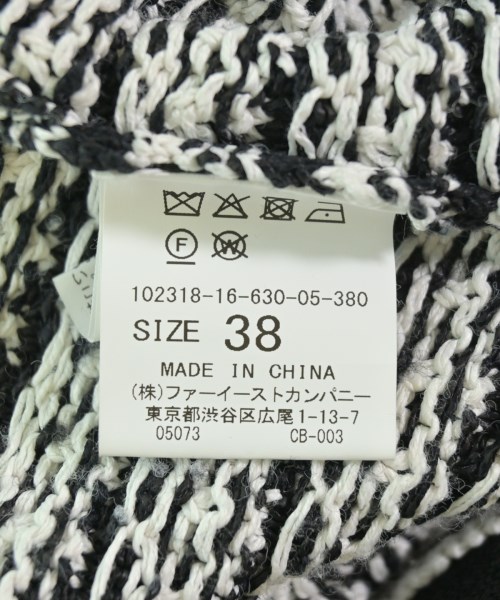 F W
102318-16-630-05-380
SIZE 38
MADE IN CHINA
(株)ファーイーストカンパニー
東京都渋谷区広尾1-13-7
05073 CB-003